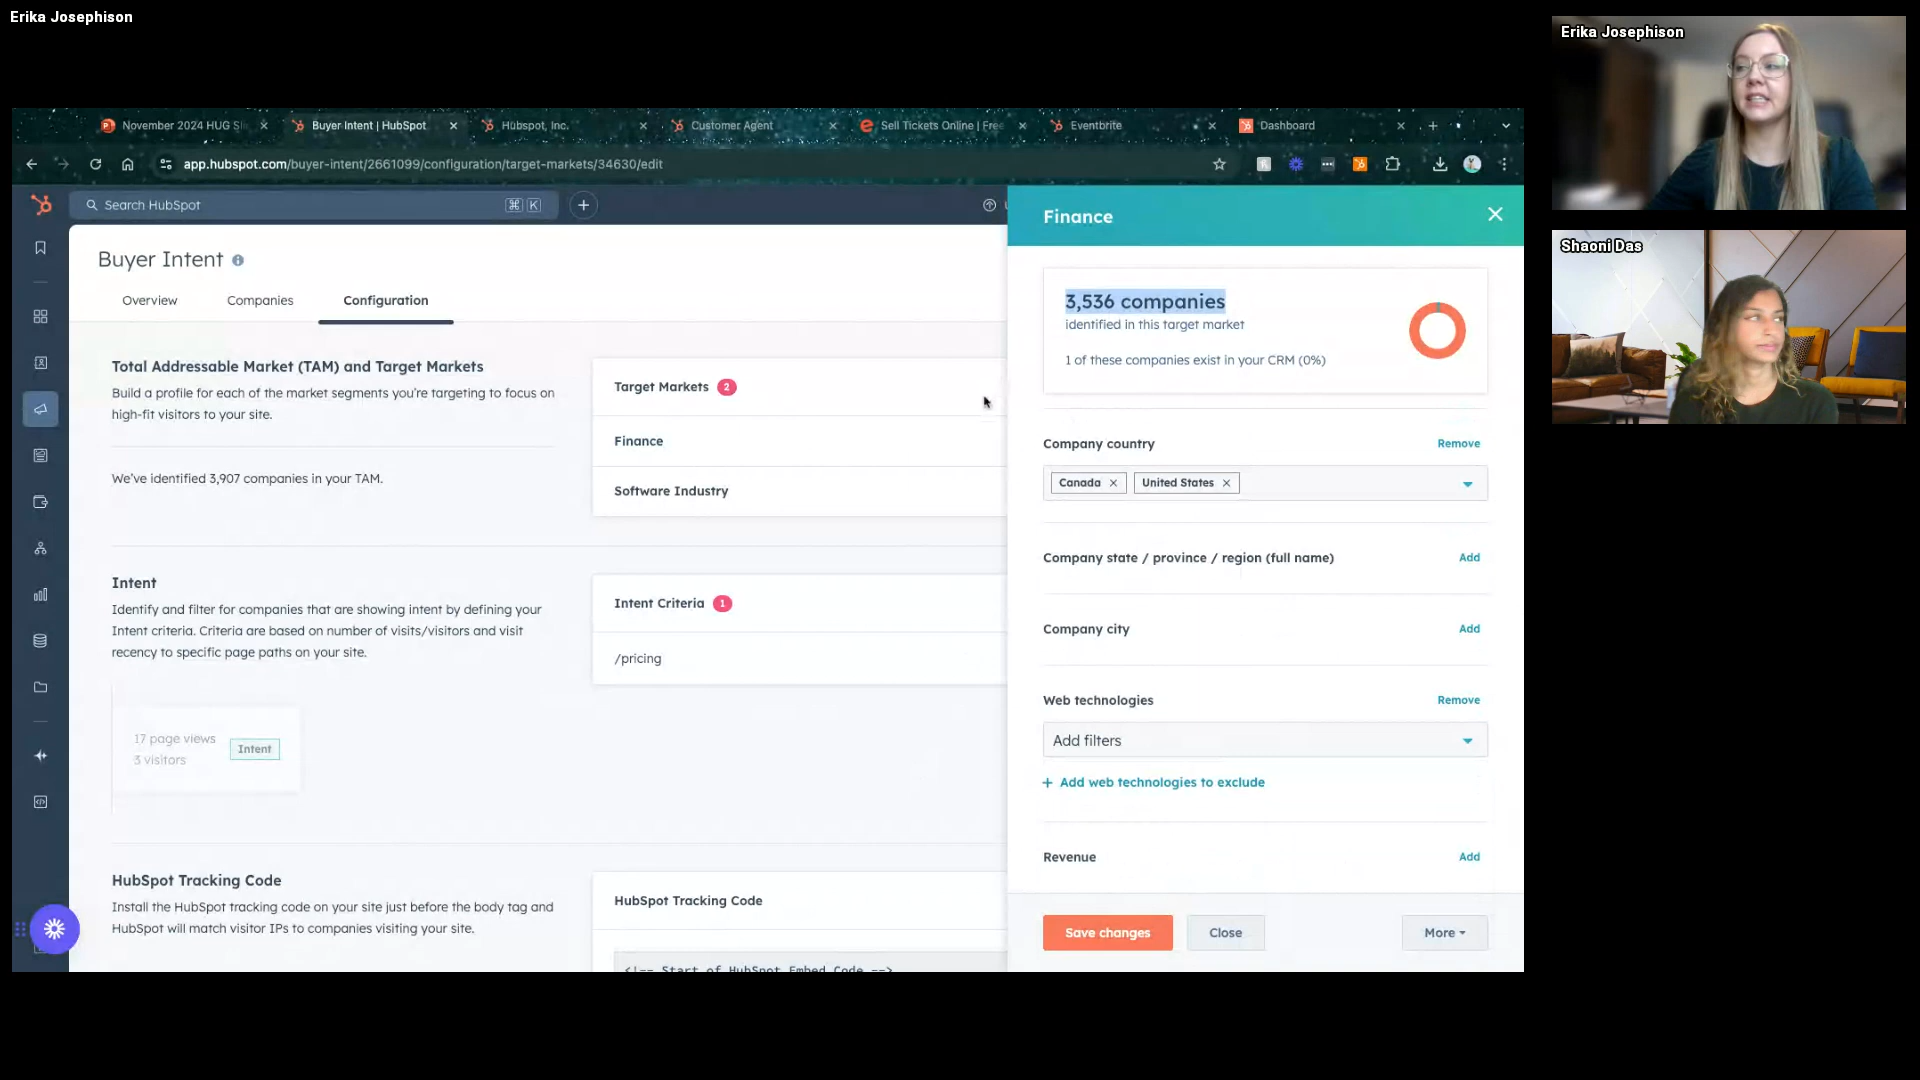 Erika Josephison
Erika Josephison
Shaoni Das
November 2024 HUG Sl
Buyer Intent | HubSpot
Hubspot, Inc.
Customer Agent
Sell Tickets Online | Free
Eventbrite
Dashboard
app.hubspot.com/buyer-intent/2661099/configuration/target-markets/34630/edit
Search HubSpot
⌘ K
Buyer Intent
Overview
Companies
Configuration
Total Addressable Market (TAM) and Target Markets
Build a profile for each of the market segments you're targeting to focus on
high-fit visitors to your site.
We've identified 3,907 companies in your TAM.
Target Markets 2
Finance
Software Industry
Intent
Identify and filter for companies that are showing intent by defining your
Intent criteria. Criteria are based on number of visits/visitors and visit
recency to specific page paths on your site.
17 page views
3 visitors
Intent
Intent Criteria 1
/pricing
HubSpot Tracking Code
Install the HubSpot tracking code on your site just before the body tag and
HubSpot will match visitor IPs to companies visiting your site.
HubSpot Tracking Code
<!-- Start of HubSpot Embed Code -->
Finance
3,536 companies
identified in this target market
1 of these companies exist in your CRM (0%)
Company country
Remove
Canada
United States
Company state / province / region (full name)
Add
Company city
Add
Web technologies
Remove
Add filters
+ Add web technologies to exclude
Revenue
Add
Save changes
Close
More